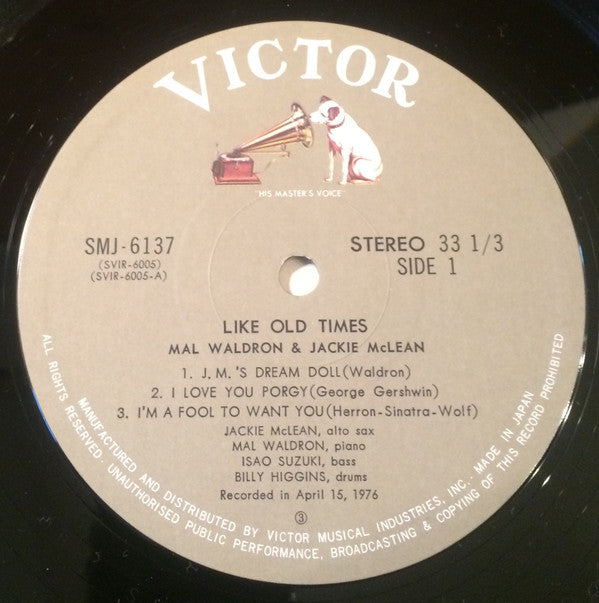 VICTOR
"HIS MASTER'S VOICE"
SMJ-6137
(SVIR-6005)
(SVIR-6005-A)
STEREO 33 1/3
SIDE 1
LIKE OLD TIMES
MAL WALDRON & JACKIE McLEAN
1. J. M.'S DREAM DOLL (Waldron)
2. I LOVE YOU PORGY (George Gershwin)
3. I'M A FOOL TO WANT YOU (Herron-Sinatra-Wolf)
JACKIE McLEAN, alto sax
MAL WALDRON, piano
ISAO SUZUKI, bass
BILLY HIGGINS, drums
Recorded in April 15, 1976
③
MANUFACTURED AND DISTRIBUTED BY VICTOR MUSICAL INDUSTRIES, INC.: MADE IN JAPAN
ALL RIGHTS RESERVED. UNAUTHORISED PUBLIC PERFORMANCE, BROADCASTING & COPYING OF THIS RECORD PROHIBITED